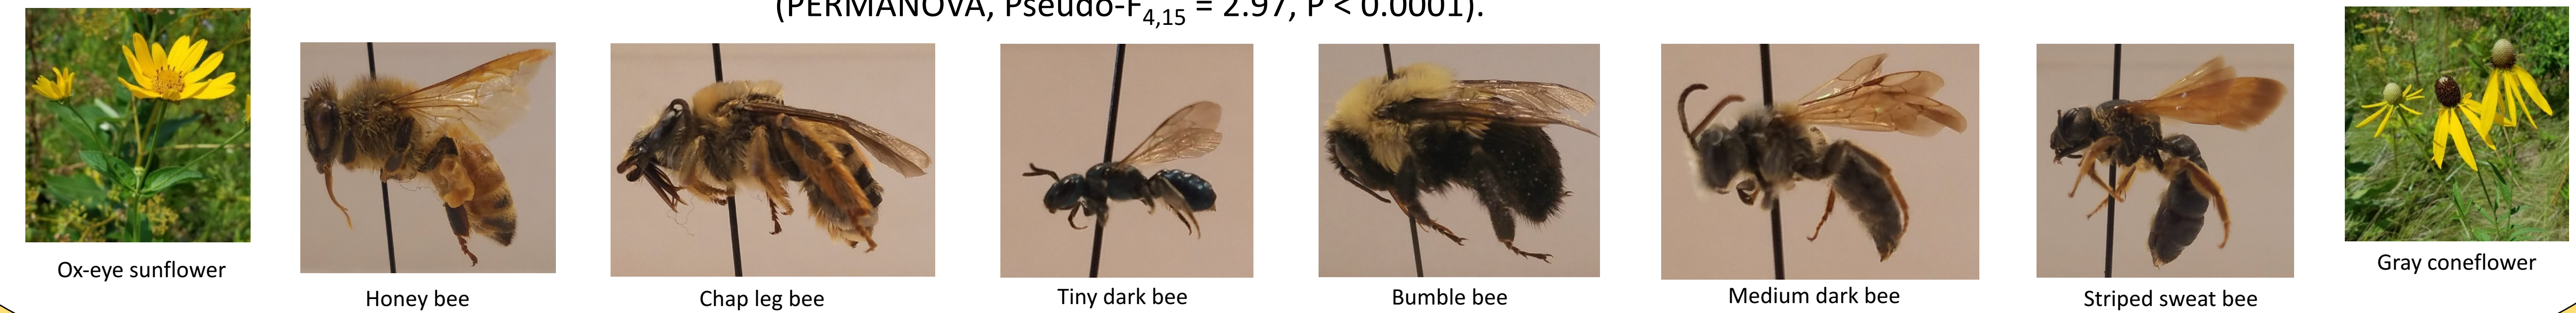 (PERMANOVA, Pseudo-F4,15 = 2.97, P < 0.0001).
Ox-eye sunflower
Honey bee
Chap leg bee
Tiny dark bee
Bumble bee
Medium dark bee
Striped sweat bee
Gray coneflower